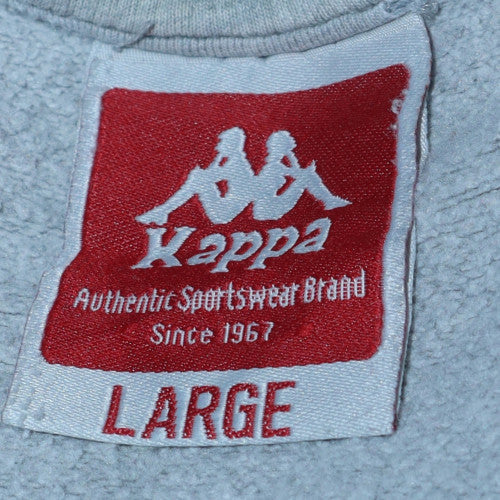 Kappa
Authentic Sportswear Brand
Since 1967
LARGE